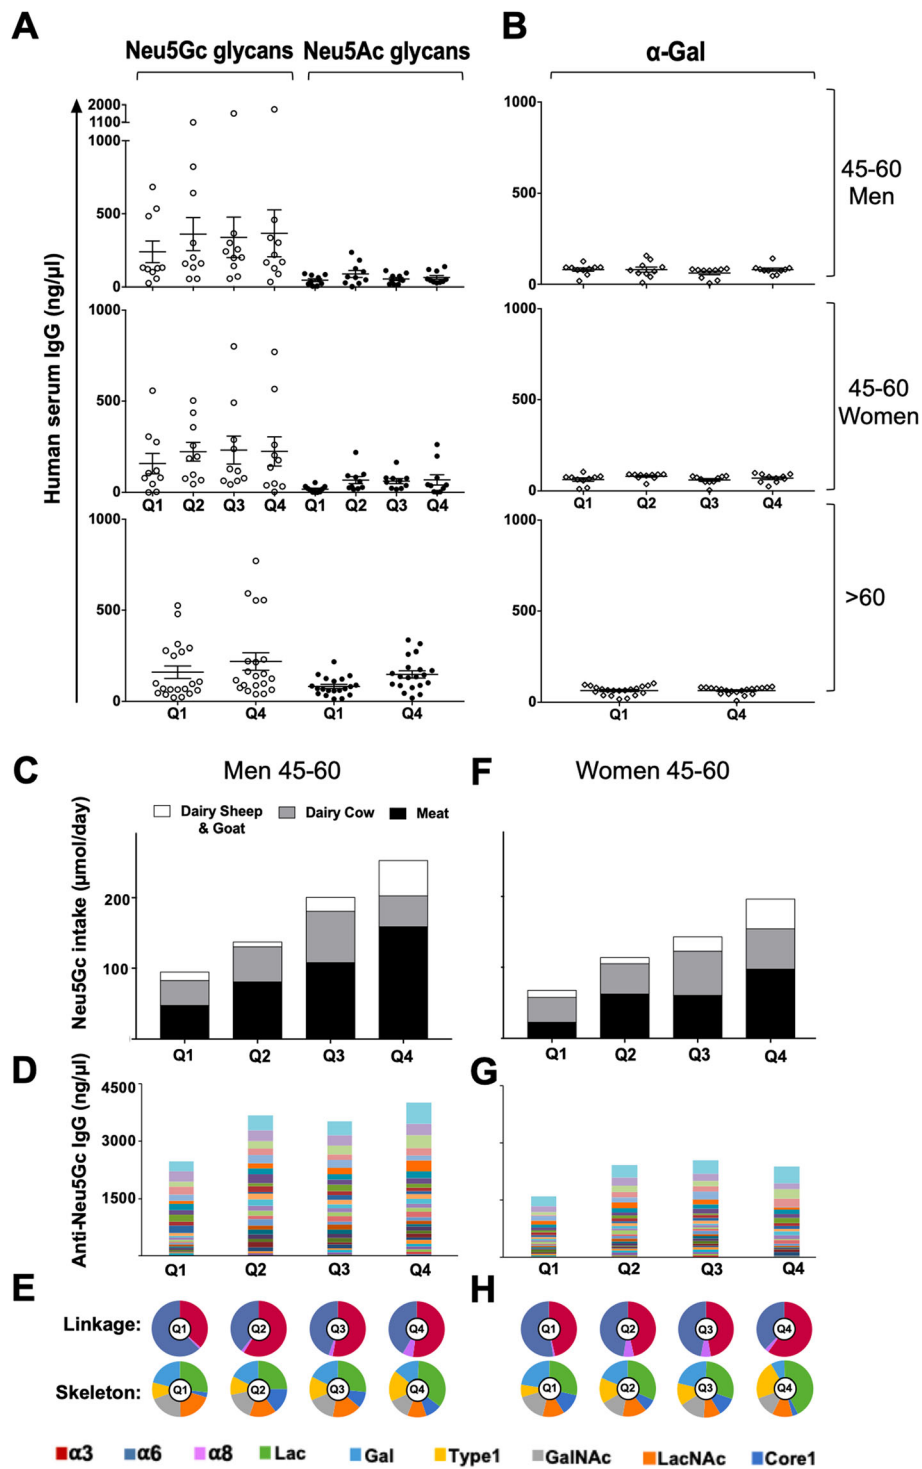 A
B
Neu5Gc glycans Neu5Ac glycans
α-Gal
Human serum IgG (ng/µl)
2000
1100
1000
500
0
1000
500
0
45-60
Men
1000
500
0
Q1 Q2 Q3 Q4 Q1 Q2 Q3 Q4
1000
500
0
Q1 Q2 Q3 Q4
45-60
Women
1000
500
0
Q1 Q4 Q1 Q4
1000
500
0
Q1 Q4
>60
C
Men 45-60
F
Women 45-60
Neu5Gc intake (µmol/day)
Dairy Sheep
& Goat
Dairy Cow
Meat
200
100
Q1 Q2 Q3 Q4
Q1 Q2 Q3 Q4
D
G
Anti-Neu5Gc IgG (ng/µl)
4500
3000
1500
Q1 Q2 Q3 Q4
Q1 Q2 Q3 Q4
E
H
Linkage:
Q1 Q2 Q3 Q4 Q1 Q2 Q3 Q4
Skeleton:
Q1 Q2 Q3 Q4 Q1 Q2 Q3 Q4
α3 α6 α8 Lac Gal Type1 GalNAc LacNAc Core1